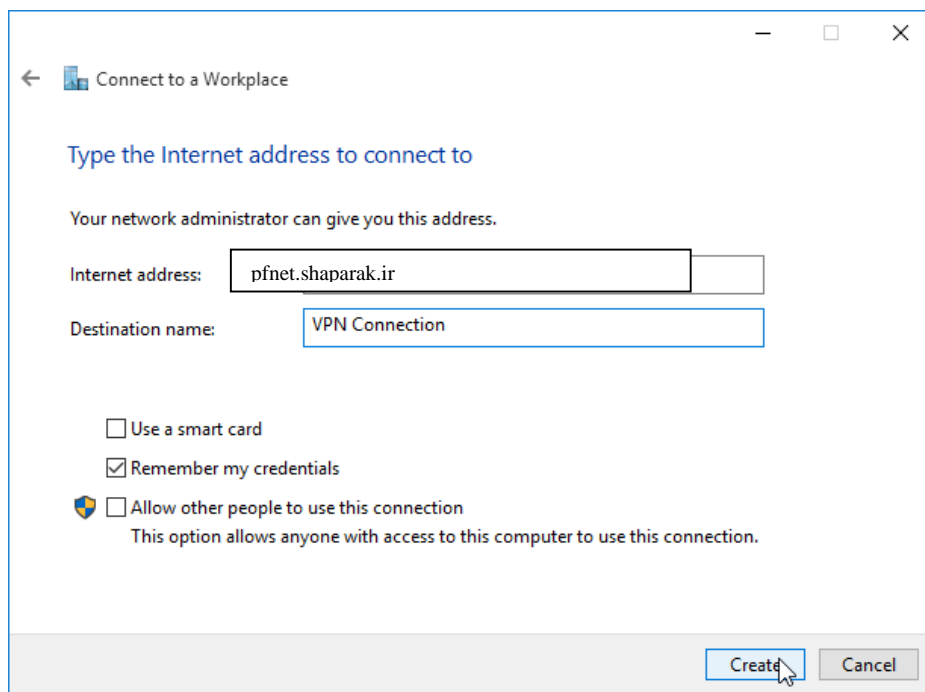 Connect to a Workplace
Type the Internet address to connect to
Your network administrator can give you this address.
Internet address: pfnet.shaparak.ir
Destination name: VPN Connection
Use a smart card
Remember my credentials
Allow other people to use this connection
This option allows anyone with access to this computer to use this connection.
Create Cancel